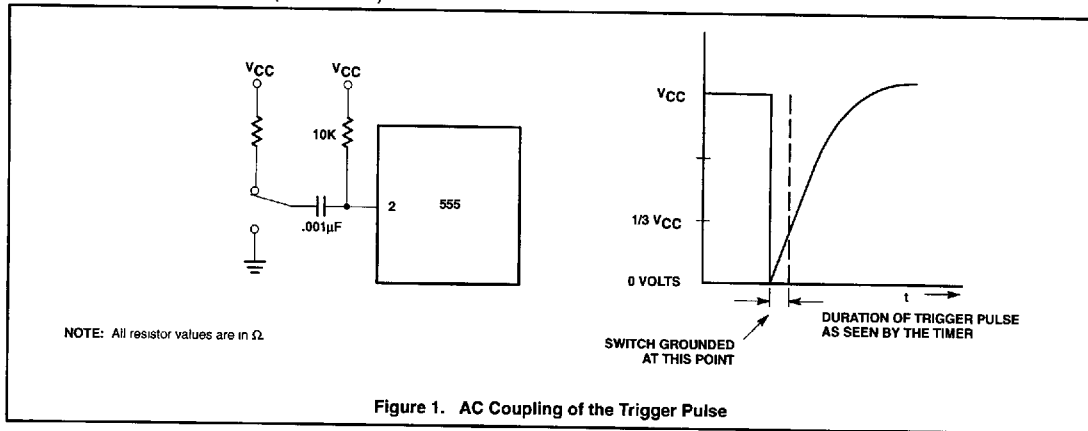 VCC
VCC
10K
.001µF
2
555
NOTE: All resistor values are in Ω
VCC
1/3 VCC
0 VOLTS
t
SWITCH GROUNDED
AT THIS POINT
DURATION OF TRIGGER PULSE
AS SEEN BY THE TIMER
Figure 1. AC Coupling of the Trigger Pulse